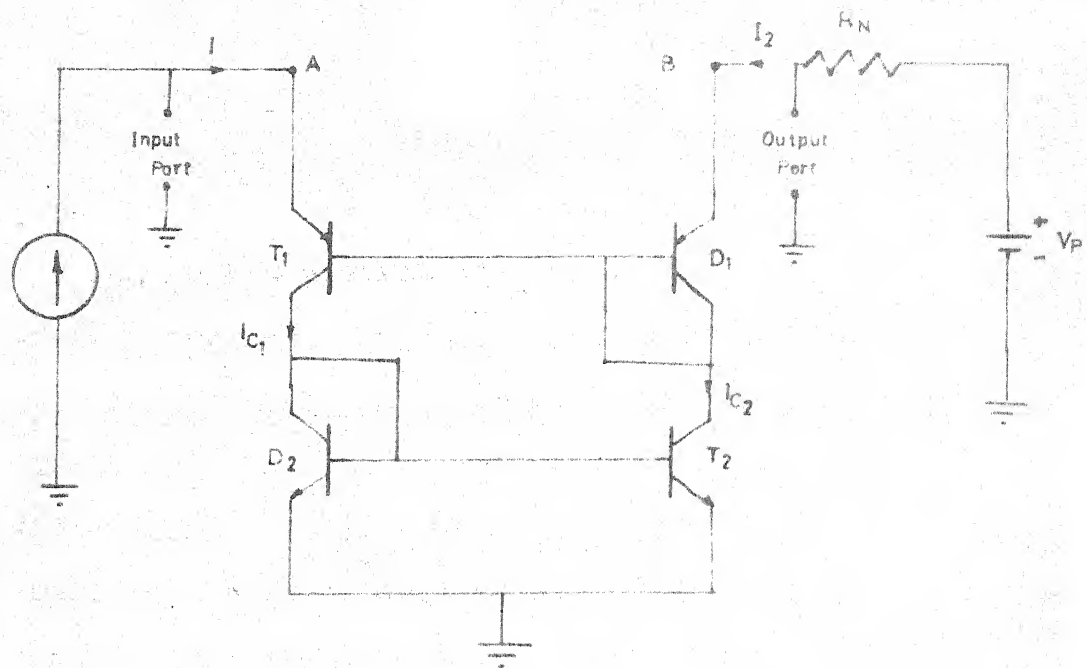 I
A
B
I2
RN
Input
Port
Output
Port
+
VP
-
T1
D1
IC1
IC2
D2
T2